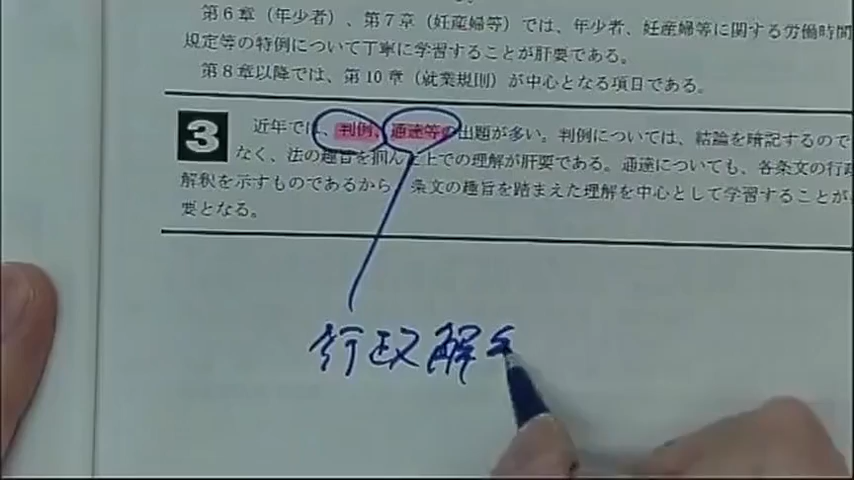 第6章（年少者）、第7章（妊産婦等）では、年少者、妊産婦等に関する労働時間
規定等の特例について丁寧に学習することが肝要である。
第8章以降では、第10章（就業規則）が中心となる項目である。
3 近年では、判例、通達等の出題が多い。判例については、結論を暗記するので
なく、法の趣旨を掴んだ上での理解が肝要である。通達についても、各条文の行政
解釈を示すものであるから、条文の趣旨を踏まえた理解を中心として学習することが
要となる。
行政解